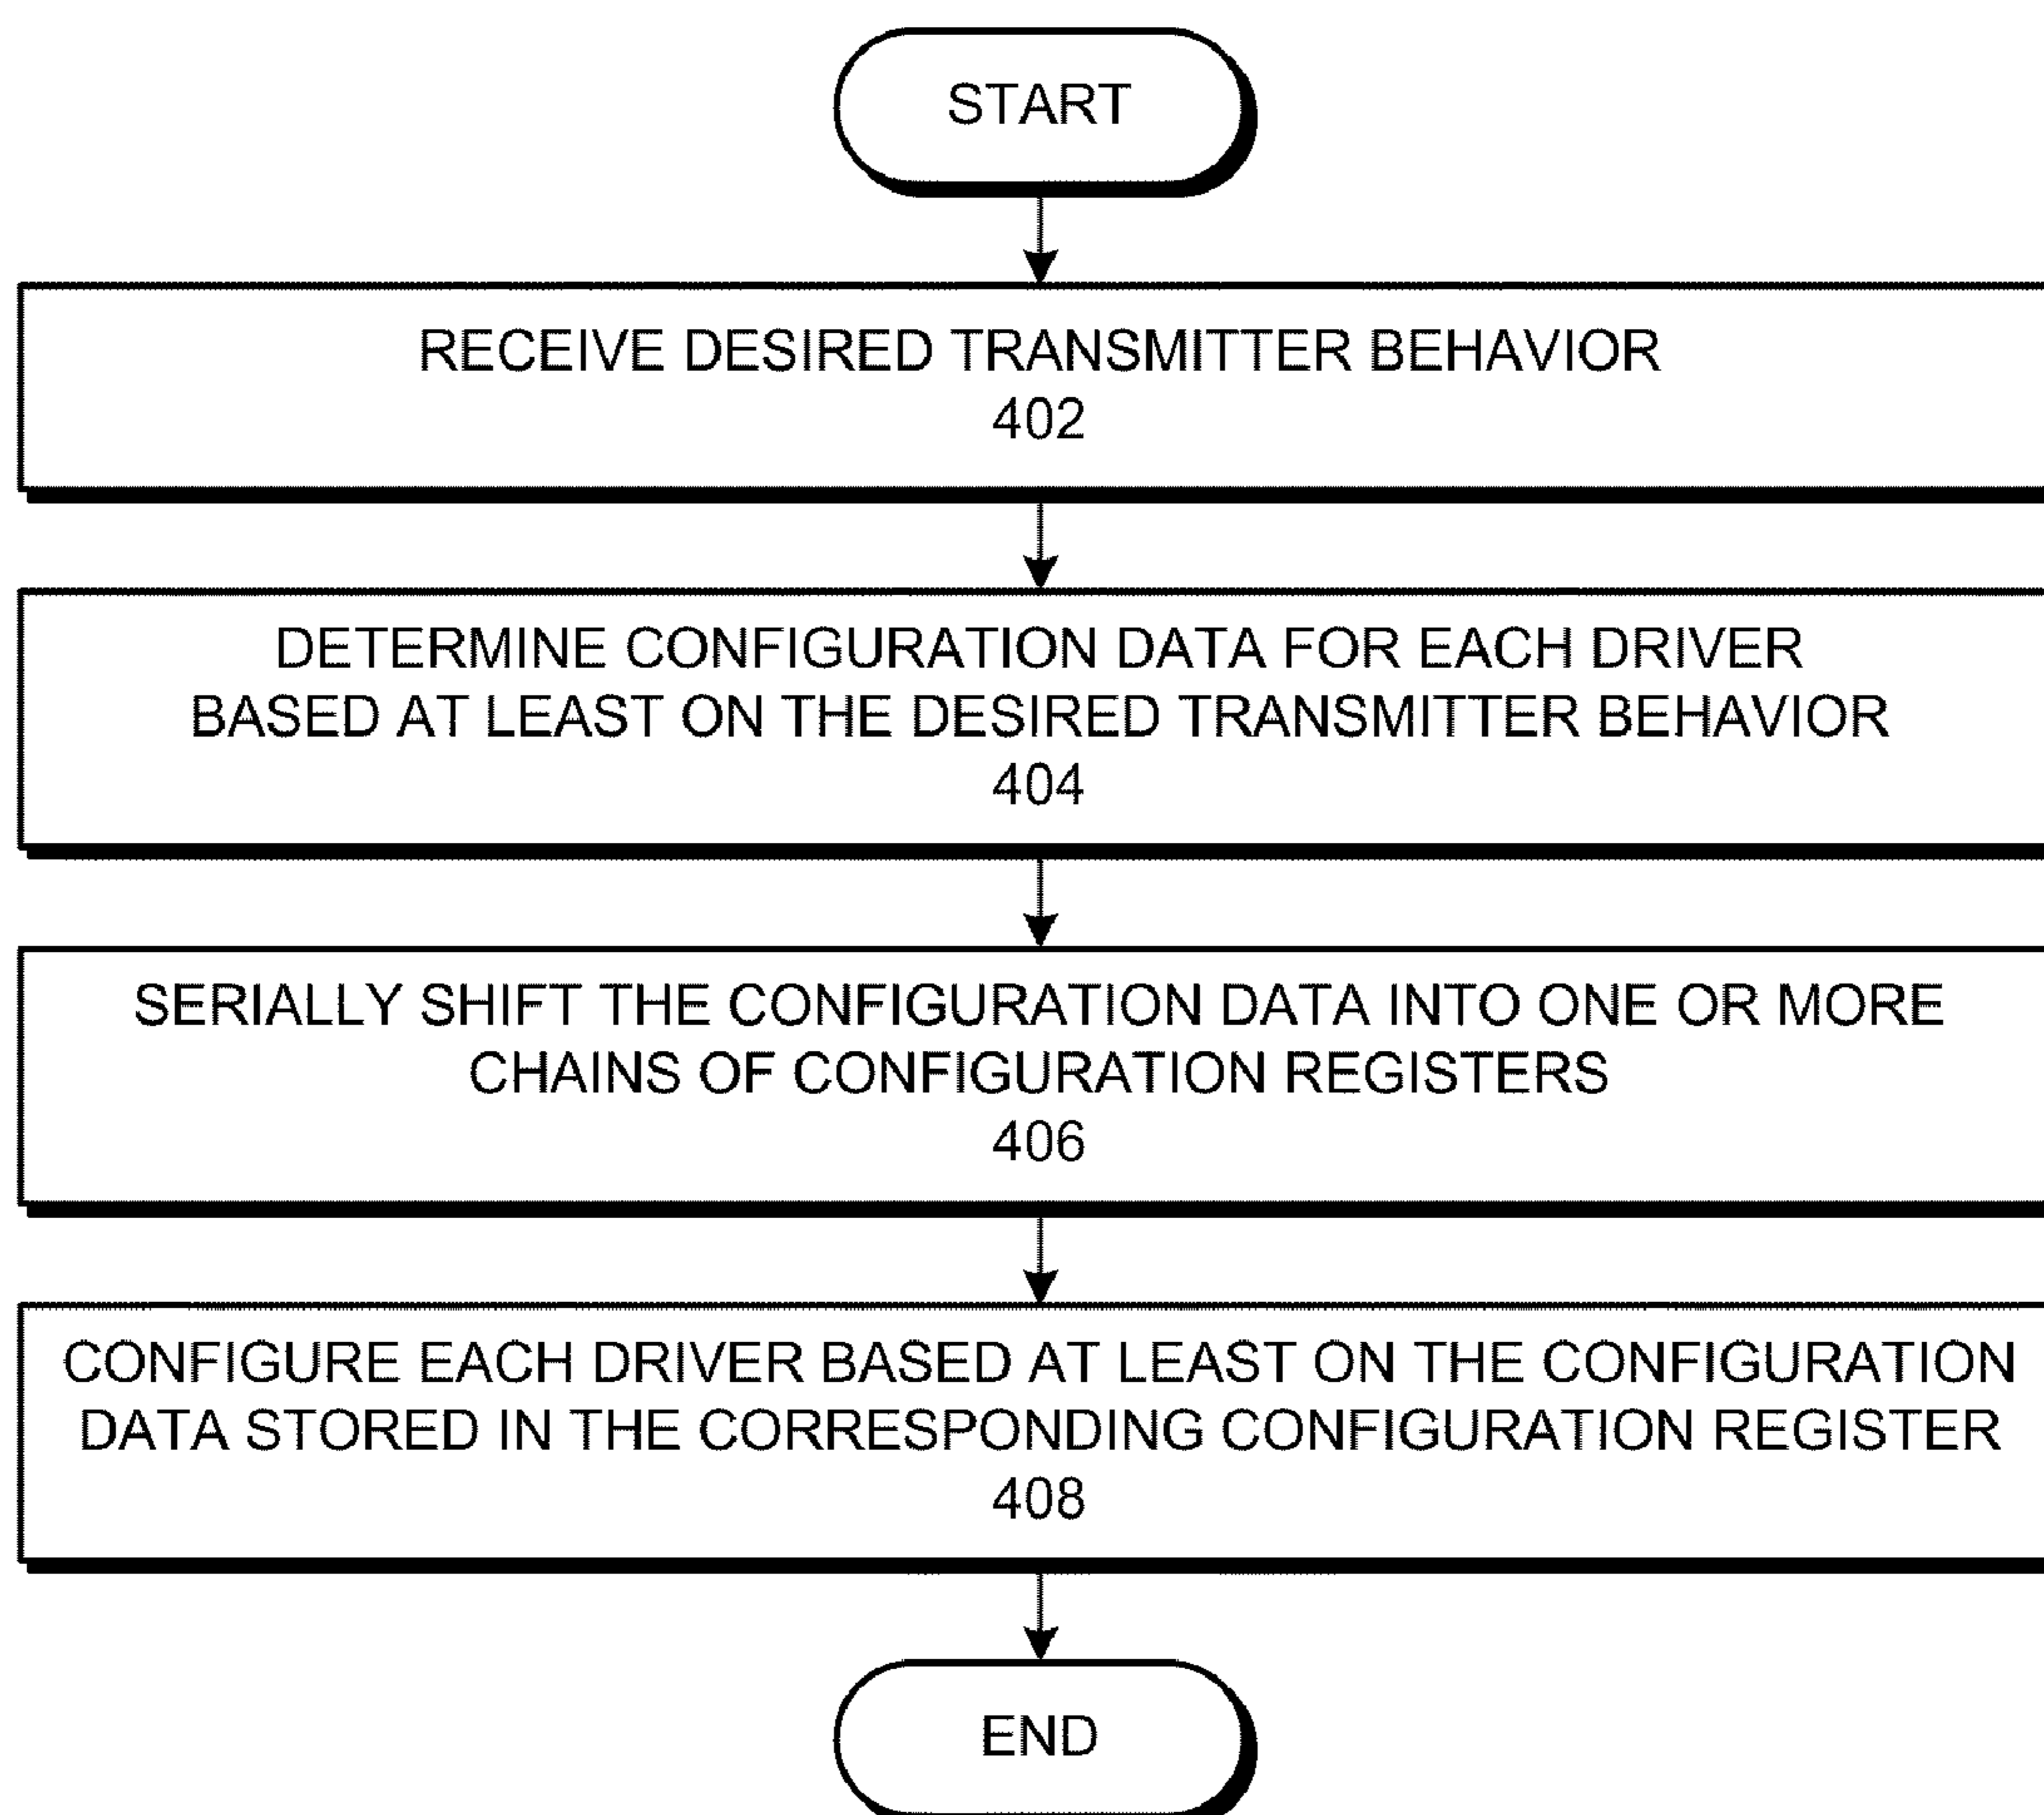 START
RECEIVE DESIRED TRANSMITTER BEHAVIOR
402
DETERMINE CONFIGURATION DATA FOR EACH DRIVER
BASED AT LEAST ON THE DESIRED TRANSMITTER BEHAVIOR
404
SERIALLY SHIFT THE CONFIGURATION DATA INTO ONE OR MORE
CHAINS OF CONFIGURATION REGISTERS
406
CONFIGURE EACH DRIVER BASED AT LEAST ON THE CONFIGURATION
DATA STORED IN THE CORRESPONDING CONFIGURATION REGISTER
408
END